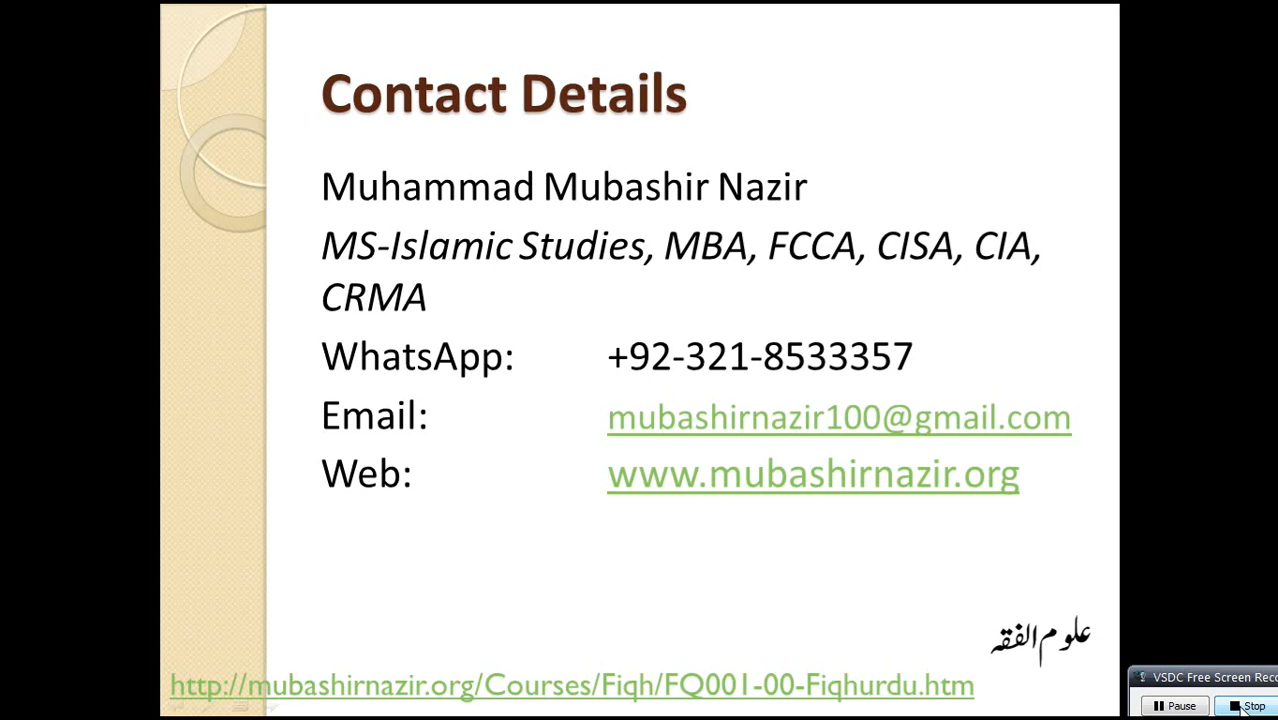 Contact Details
Muhammad Mubashir Nazir
MS-Islamic Studies, MBA, FCCA, CISA, CIA,
CRMA
WhatsApp: +92-321-8533357
Email: mubashirnazir100@gmail.com
Web: www.mubashirnazir.org
علوم الفقہ
http://mubashirnazir.org/Courses/Fiqh/FQ001-00-Fiqhurdu.htm
VSDC Free Screen Reco
Pause Stop